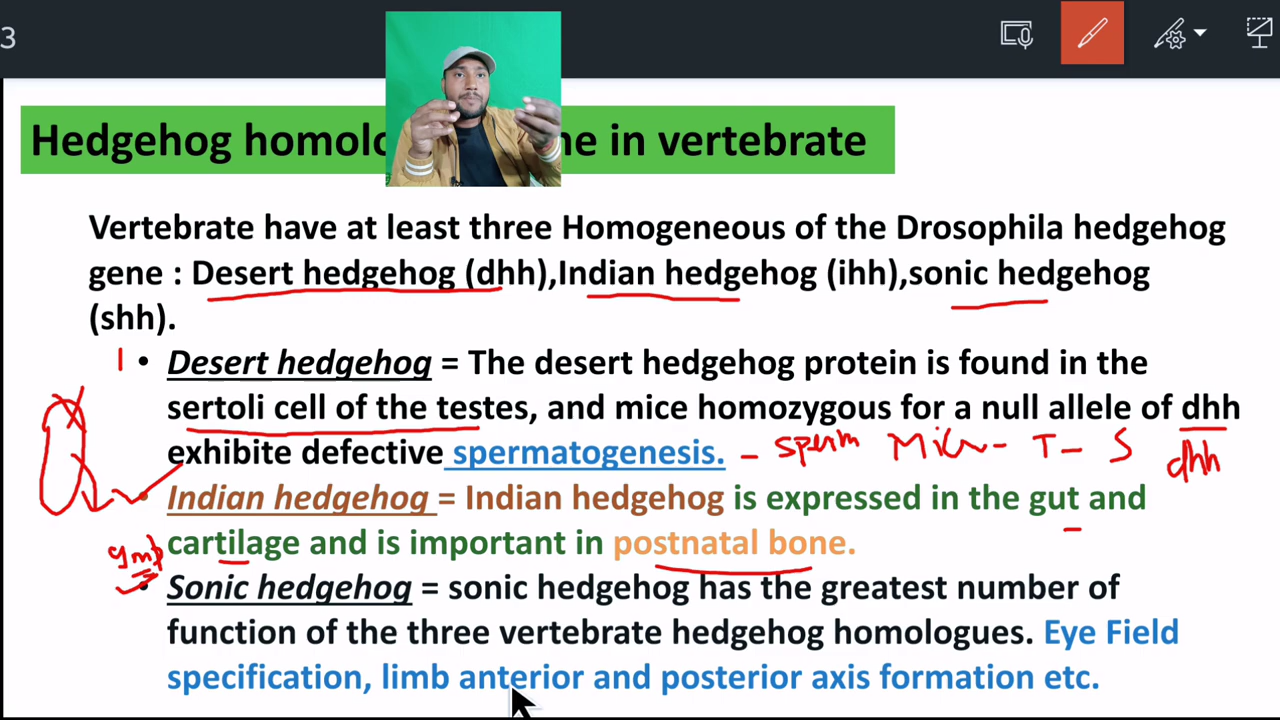 3
Hedgehog homolo ne in vertebrate
Vertebrate have at least three Homogeneous of the Drosophila hedgehog
gene : Desert hedgehog (dhh),Indian hedgehog (ihh),sonic hedgehog
(shh).
1 • Desert hedgehog = The desert hedgehog protein is found in the
sertoli cell of the testes, and mice homozygous for a null allele of dhh
exhibite defective spermatogenesis. - sperm T - S dhh
• Indian hedgehog = Indian hedgehog is expressed in the gut and
cartilage and is important in postnatal bone.
• Sonic hedgehog = sonic hedgehog has the greatest number of
function of the three vertebrate hedgehog homologues. Eye Field
specification, limb anterior and posterior axis formation etc.